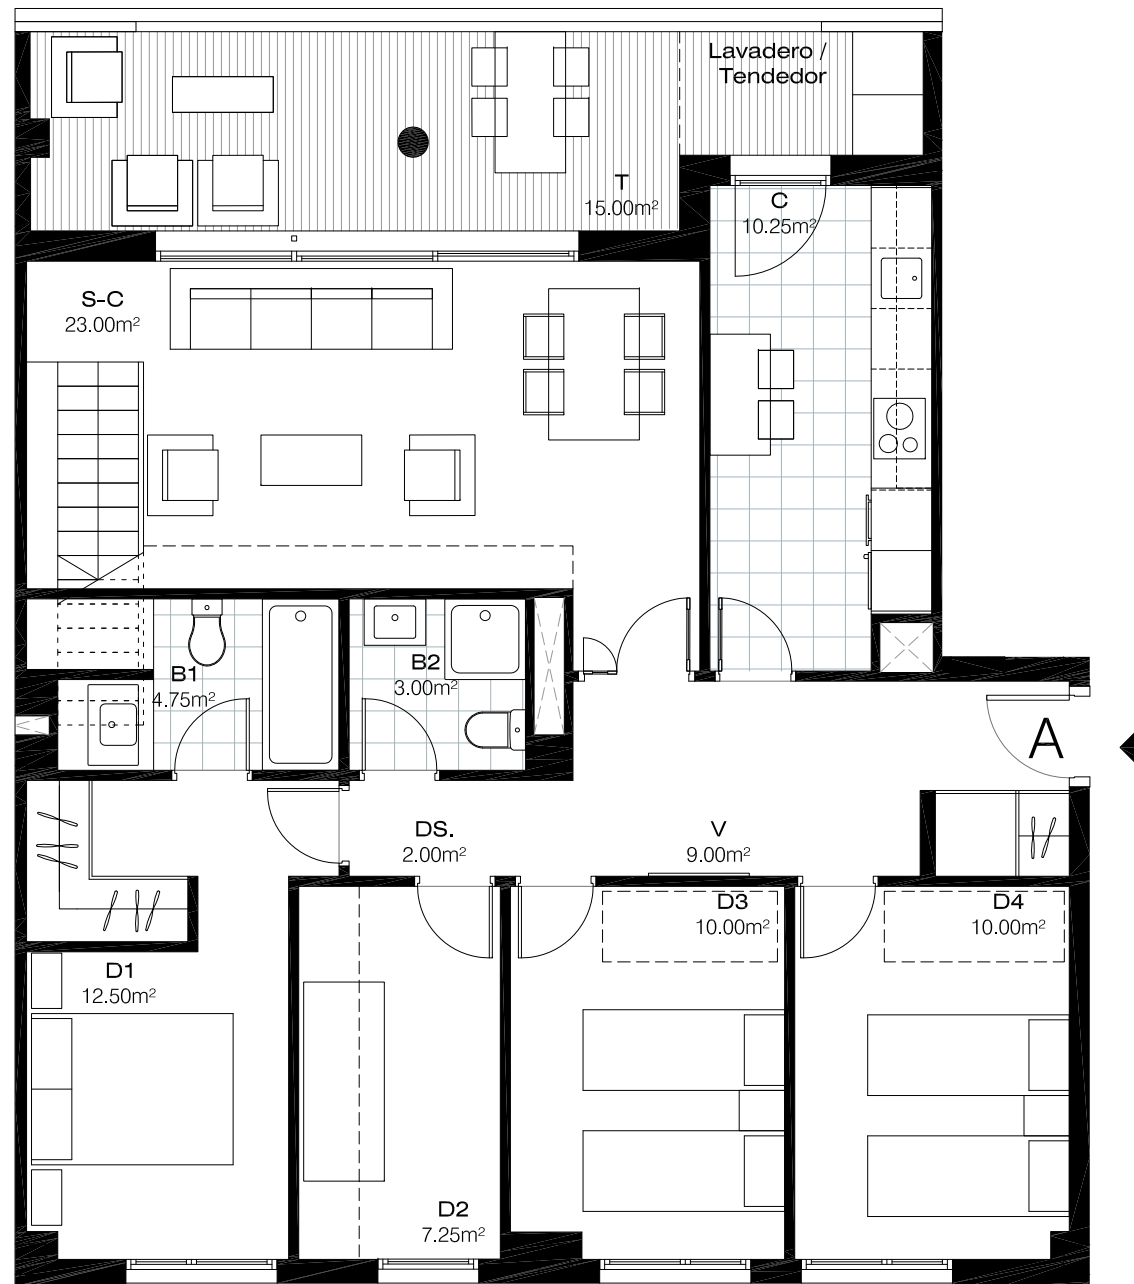 Lavadero /
Tendedor
T
15.00m²
C
10.25m²
S-C
23.00m²
B1
4.75m²
B2
3.00m²
A
DS.
2.00m²
V
9.00m²
D3
10.00m²
D4
10.00m²
D1
12.50m²
D2
7.25m²